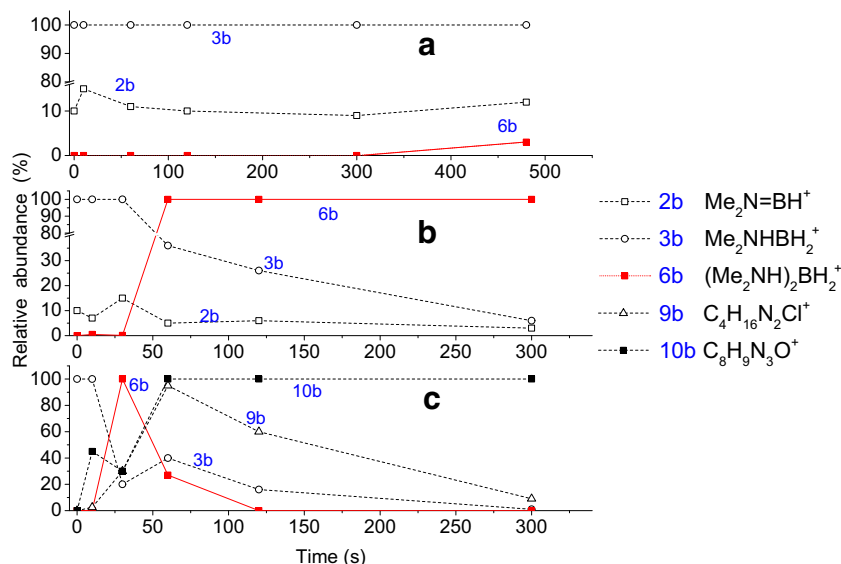 100
90
80
10
0
a
3b
2b
6b
0
100
200
300
400
500
Relative abundance (%)
100
90
80
30
20
10
0
b
6b
3b
2b
0
50
100
150
200
250
300
100
80
60
40
20
0
c
6b
10b
9b
3b
0
50
100
150
200
250
300
Time (s)
2b Me₂N=BH⁺
3b Me₂NHBH₂⁺
6b (Me₂NH)₂BH₂⁺
9b C₄H₁₆N₂Cl⁺
10b C₈H₉N₃O⁺